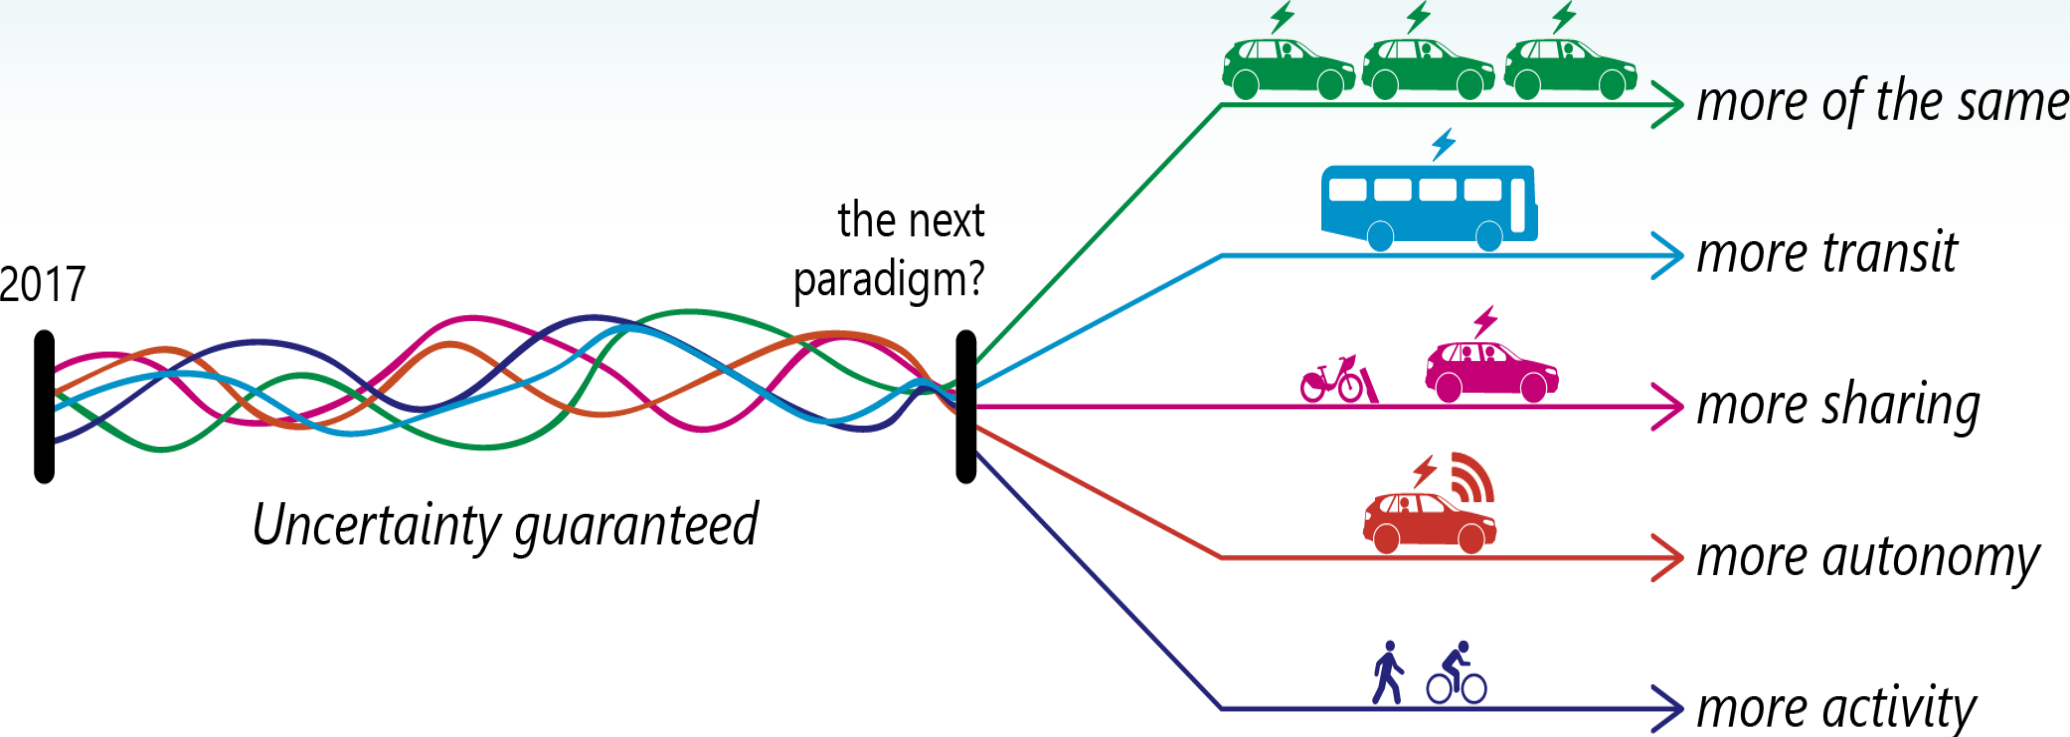 2017
the next
paradigm?
Uncertainty guaranteed
more of the same
more transit
more sharing
more autonomy
more activity